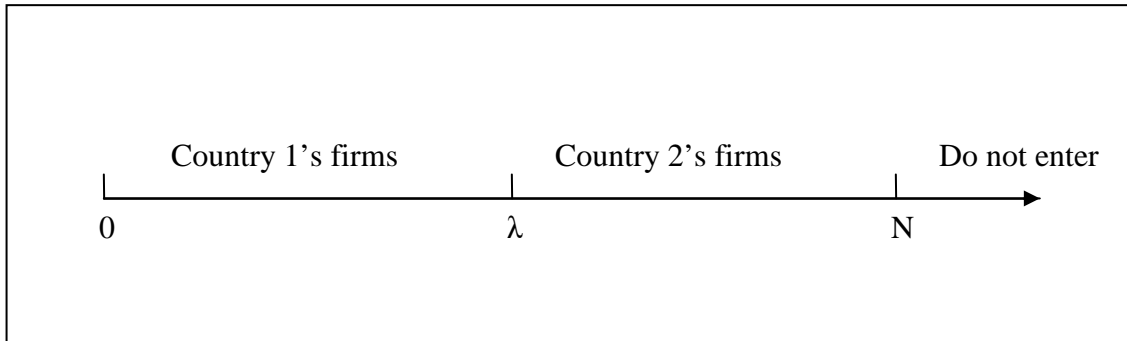 Country 1’s firms Country 2’s firms Do not enter
0 λ N